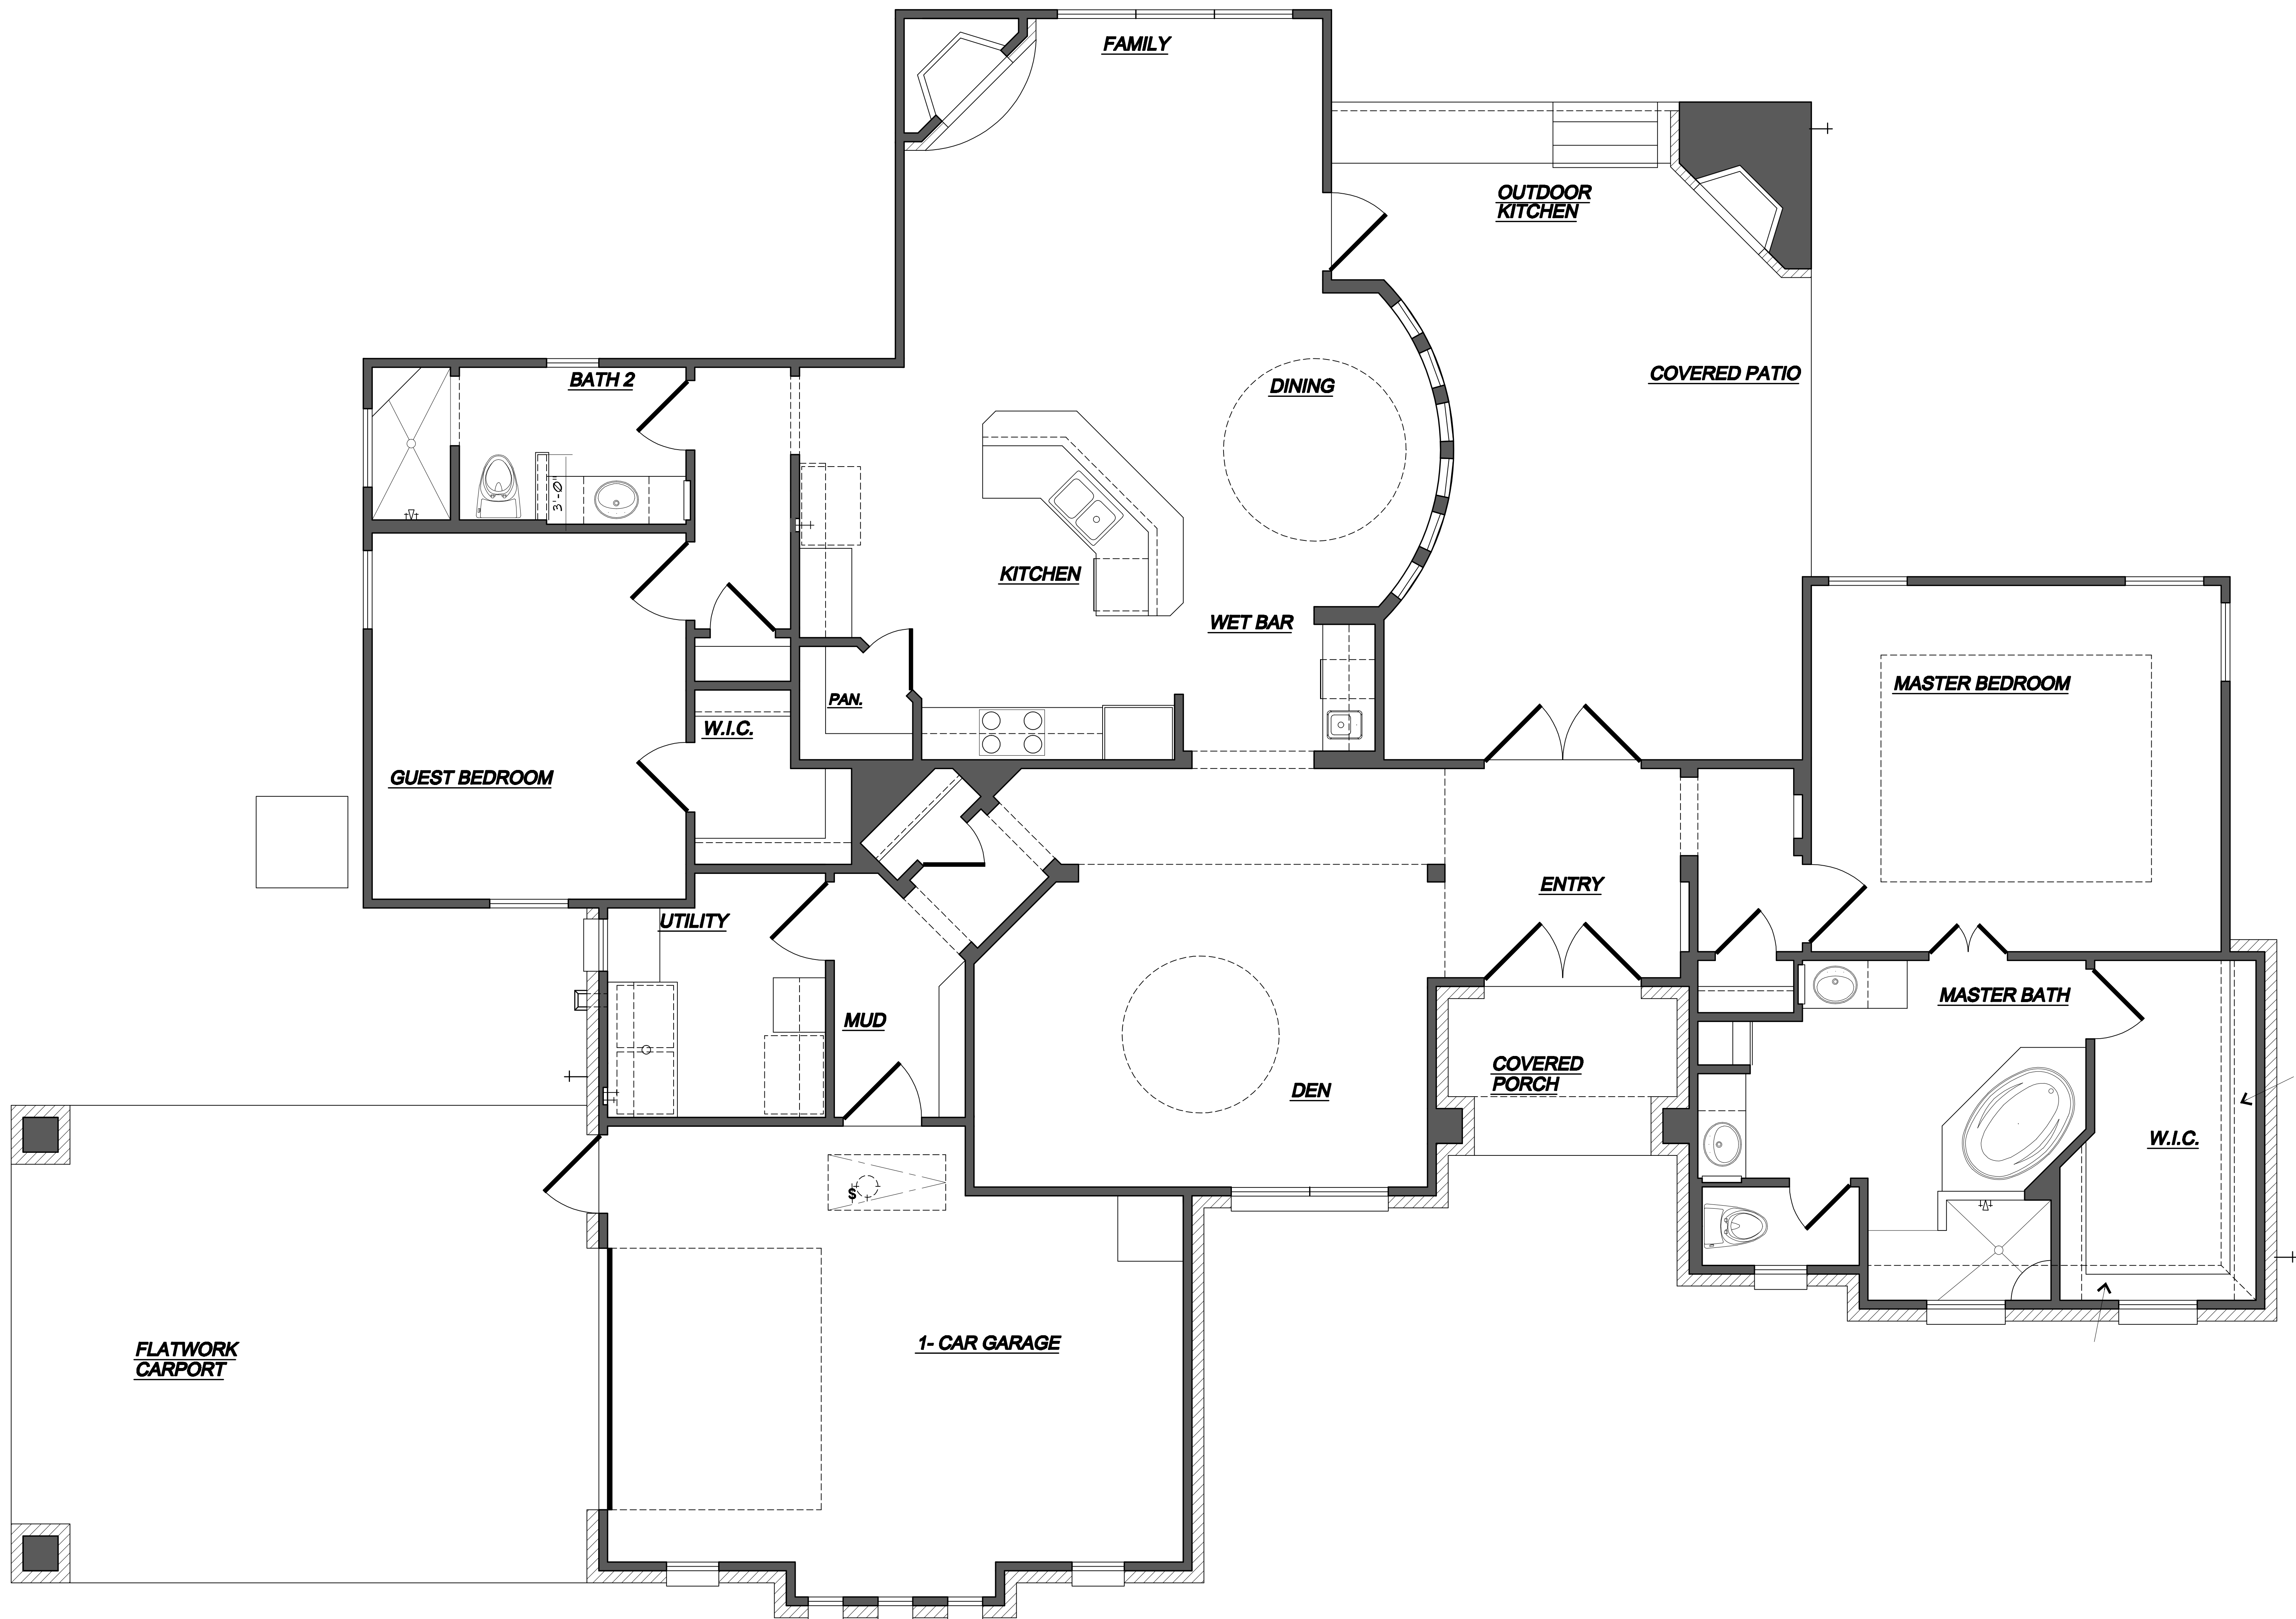 FAMILY
OUTDOOR
KITCHEN
BATH 2
DINING
COVERED PATIO
3'-0"
KITCHEN
WET BAR
MASTER BEDROOM
PAN.
W.I.C.
GUEST BEDROOM
ENTRY
UTILITY
MASTER BATH
MUD
COVERED
PORCH
DEN
W.I.C.
S
1- CAR GARAGE
FLATWORK
CARPORT